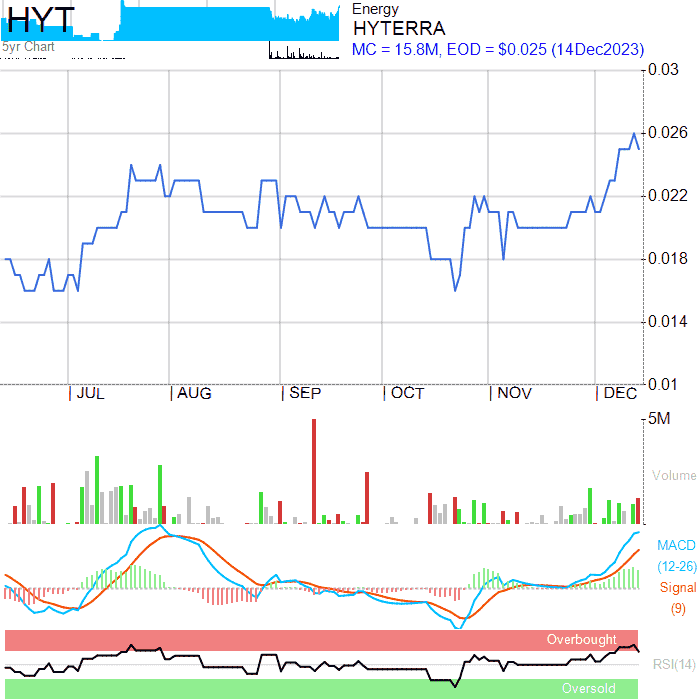 HYT
5yr Chart
Energy
HYTERRA
MC = 15.8M, EOD = $0.025 (14Dec2023)
0.03
0.026
0.022
0.018
0.014
0.01
JUL AUG SEP OCT NOV DEC
5M
Volume
MACD
(12-26)
Signal
(9)
Overbought
RSI(14)
Oversold